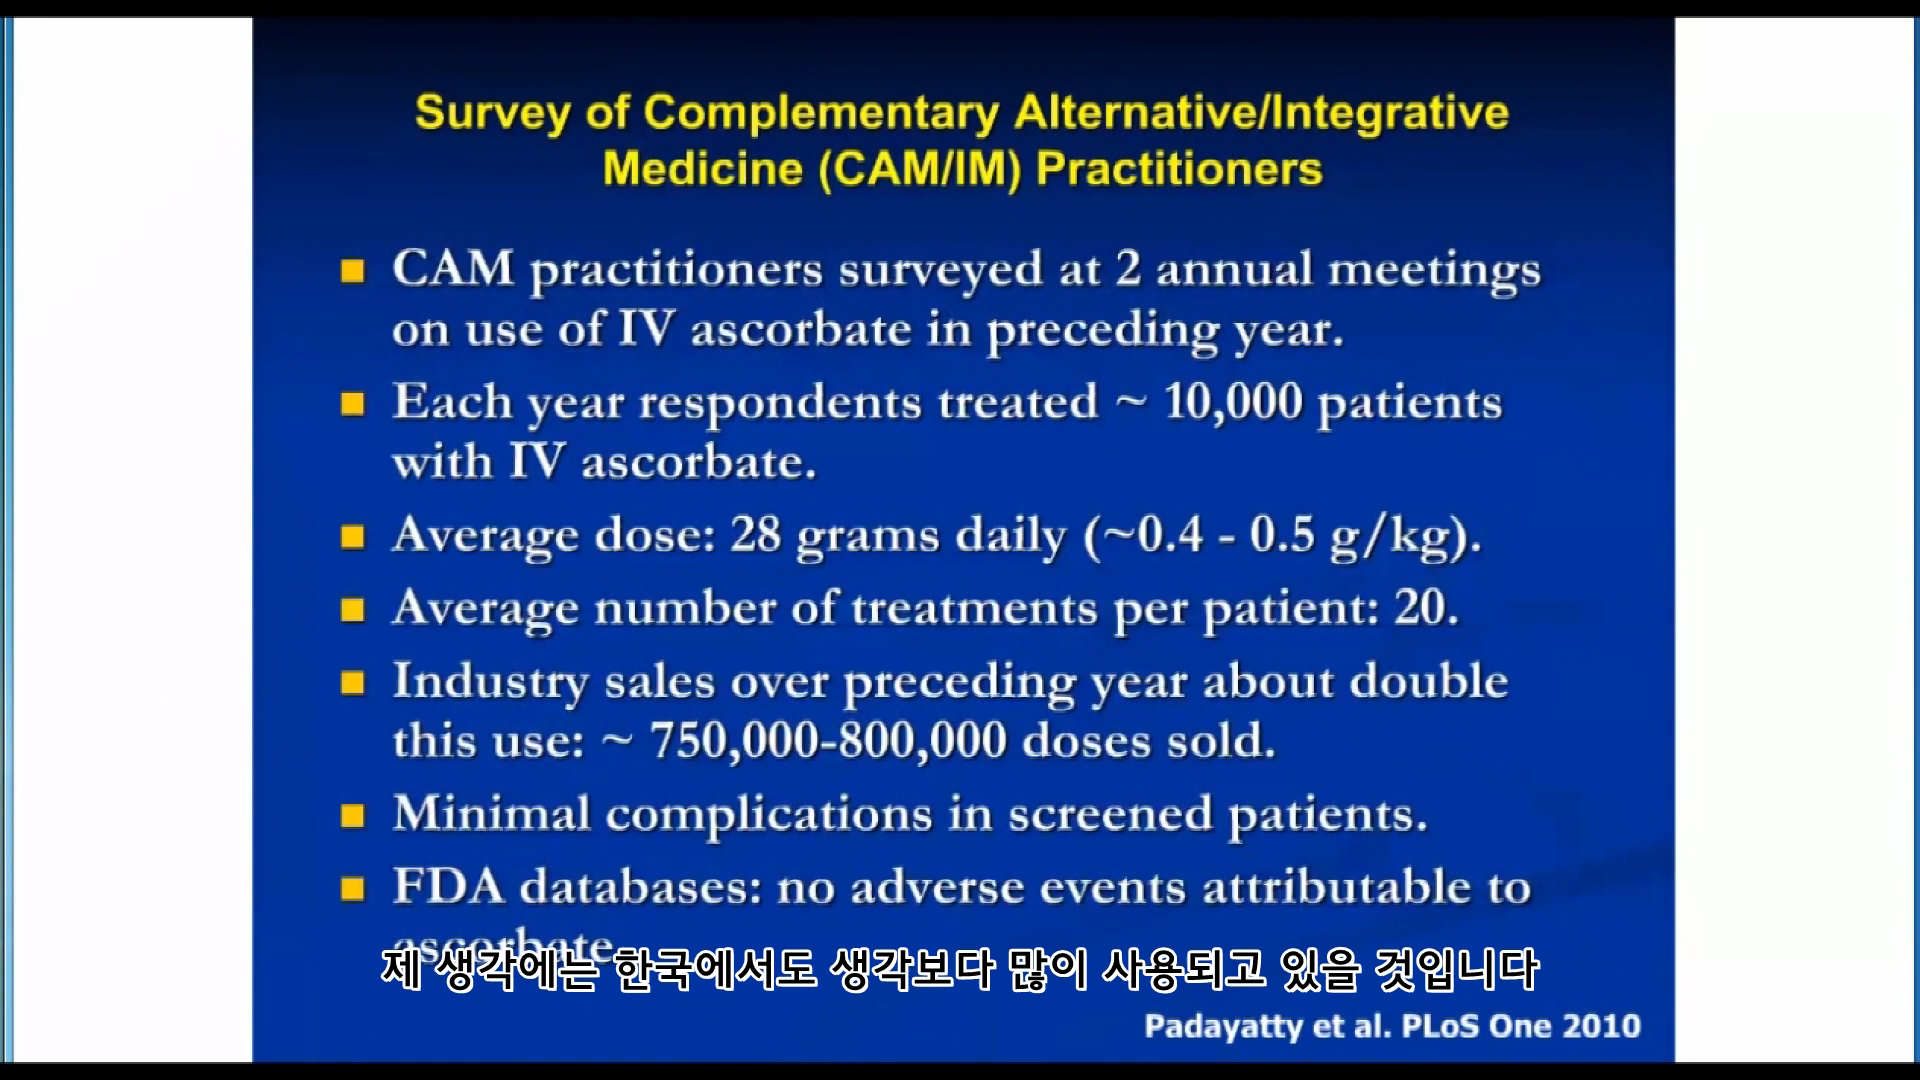 Survey of Complementary Alternative/Integrative
Medicine (CAM/IM) Practitioners
CAM practitioners surveyed at 2 annual meetings
on use of IV ascorbate in preceding year.
Each year respondents treated ~ 10,000 patients
with IV ascorbate.
Average dose: 28 grams daily (~0.4 - 0.5 g/kg).
Average number of treatments per patient: 20.
Industry sales over preceding year about double
this use: ~ 750,000-800,000 doses sold.
Minimal complications in screened patients.
FDA databases: no adverse events attributable to
ascorbate.
제 생각에는 한국에서도 생각보다 많이 사용되고 있을 것입니다
Padayatty et al. PLoS One 2010